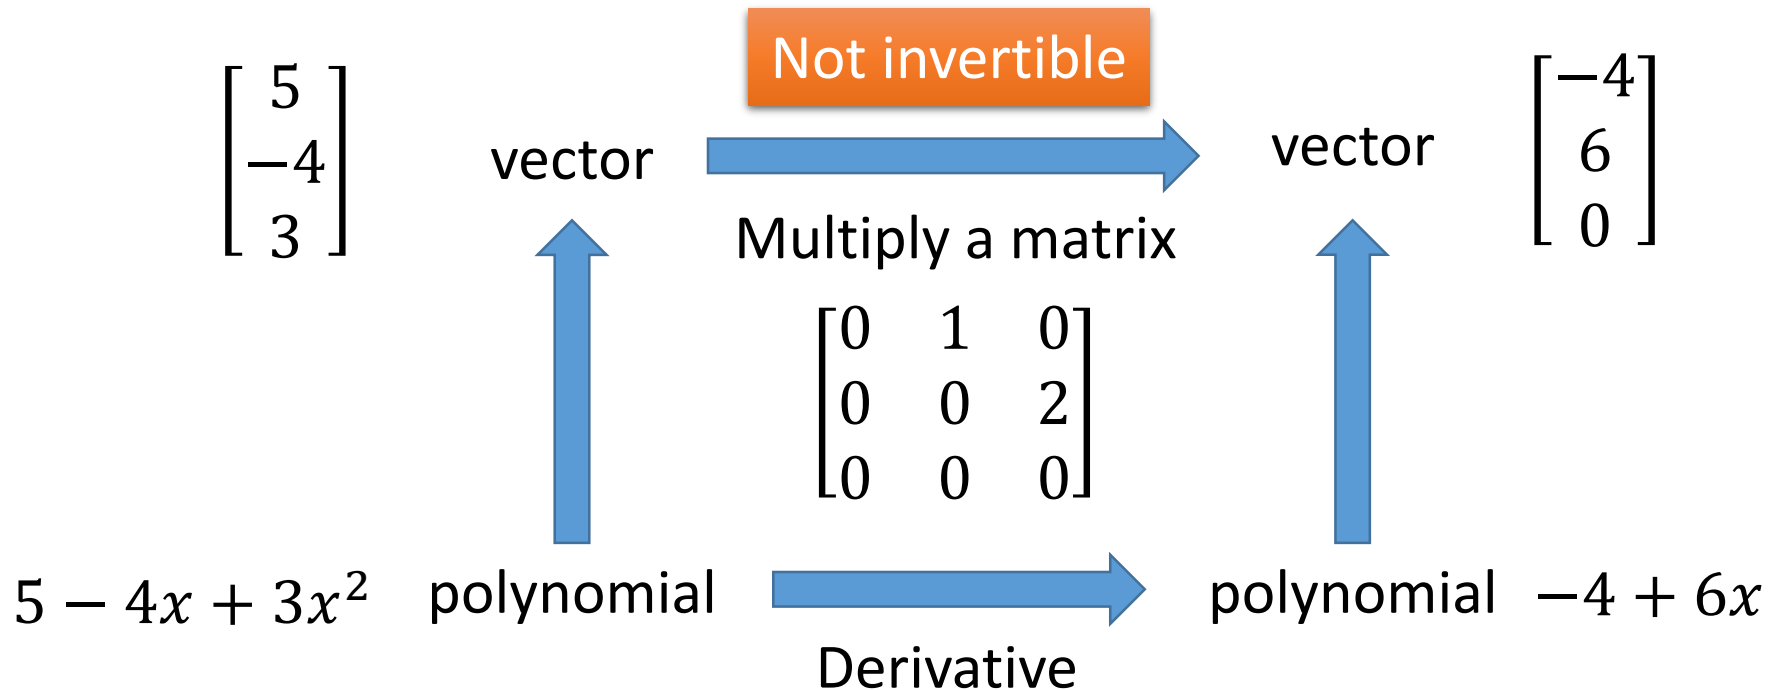 Not invertible
[5
−4
3]
vector
vector
[−4
6
0]
Multiply a matrix
[0 1 0
0 0 2
0 0 0]
5 − 4x + 3x²
polynomial
polynomial
−4 + 6x
Derivative